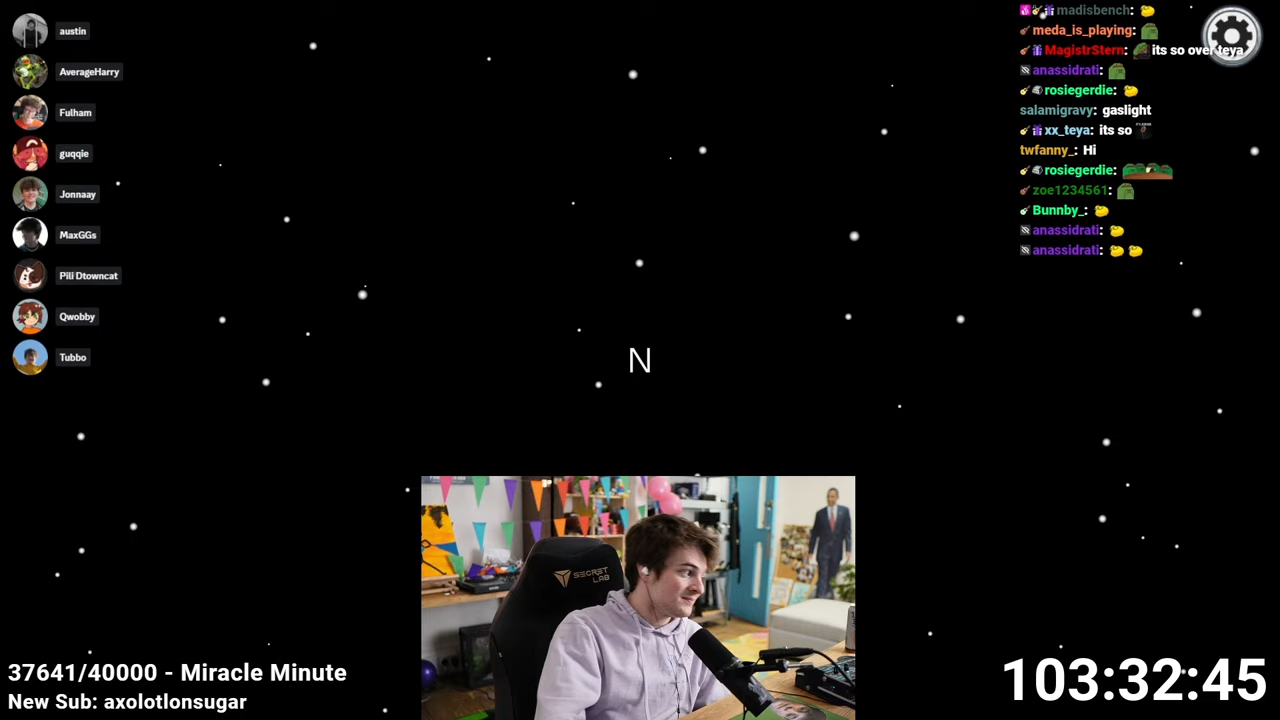 austin
AverageHarry
Fulham
guqqie
Jonnaay
MaxGGs
Pili Dtowncat
Qwobby
Tubbo
madisbench:
meda_is_playing:
MagistrStern: its so over teya
anassidrati:
rosiegerdie:
salamigravy: gaslight
xx_teya: its so
twfanny_: Hi
rosiegerdie:
zoe1234561:
Bunnby_:
anassidrati:
anassidrati:
N
SECRET
LAB
37641/40000 - Miracle Minute
New Sub: axolotlonsugar
103:32:45